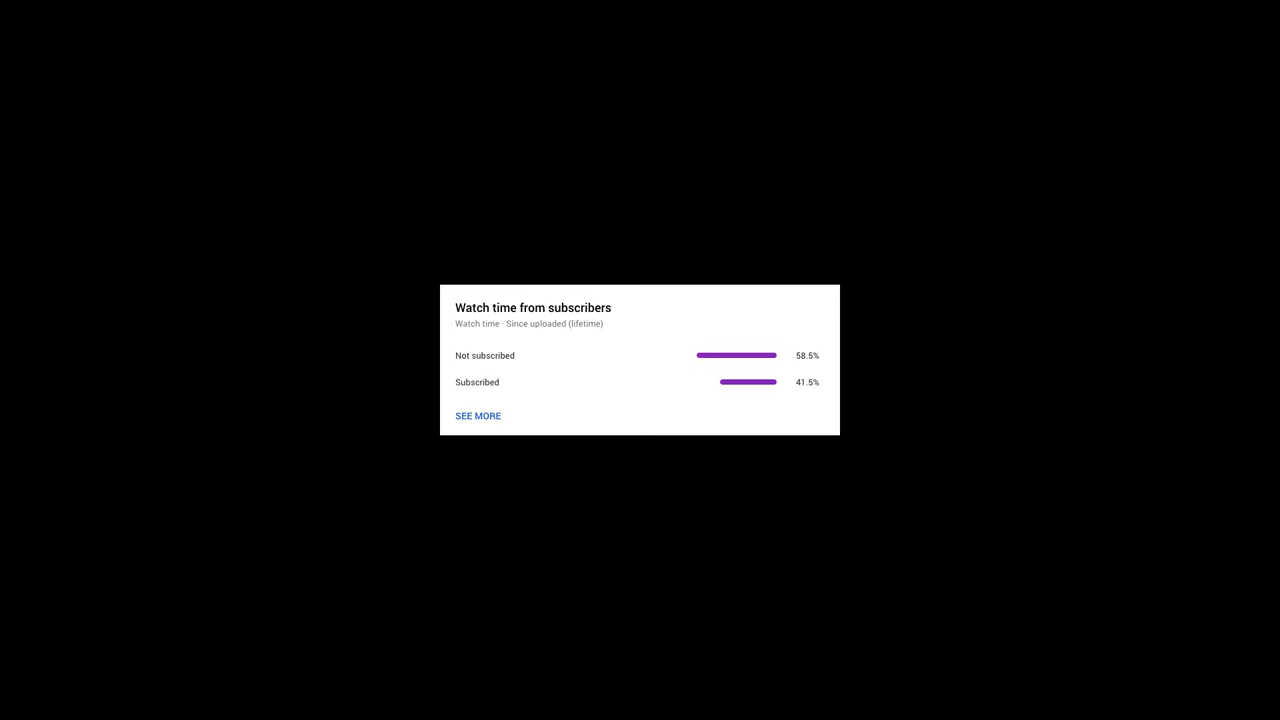 Watch time from subscribers
Watch time · Since uploaded (lifetime)
Not subscribed 58.5%
Subscribed 41.5%
SEE MORE